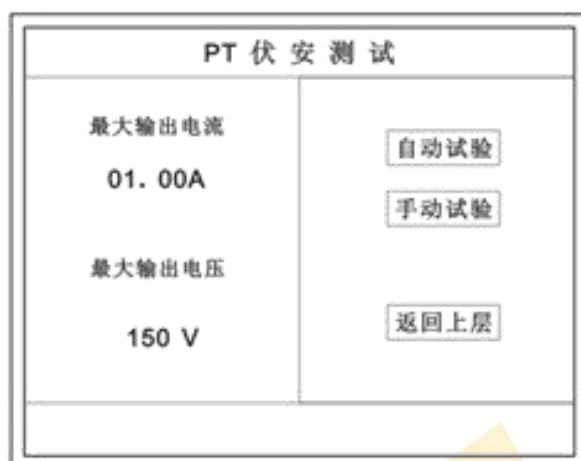 PT 伏 安 测 试
最大输出电流
01. 00A
最大输出电压
150 V
自动试验
手动试验
返回上层